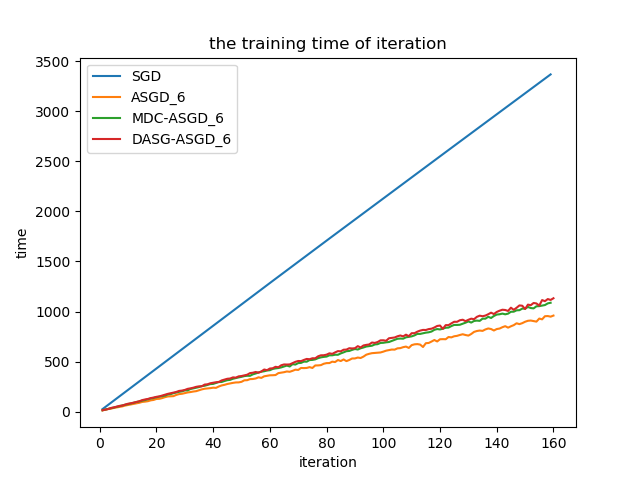 the training time of iteration
3500
3000
2500
2000
1500
1000
500
0
time
SGD
ASGD_6
MDC-ASGD_6
DASG-ASGD_6
0 20 40 60 80 100 120 140 160
iteration